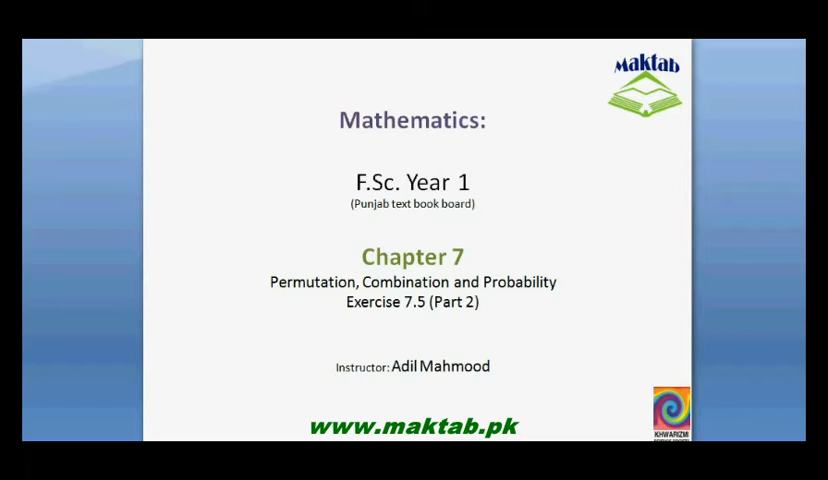 Maktab
Mathematics:
F.Sc. Year 1
(Punjab text book board)
Chapter 7
Permutation, Combination and Probability
Exercise 7.5 (Part 2)
Instructor: Adil Mahmood
www.maktab.pk
KHWARIZMI